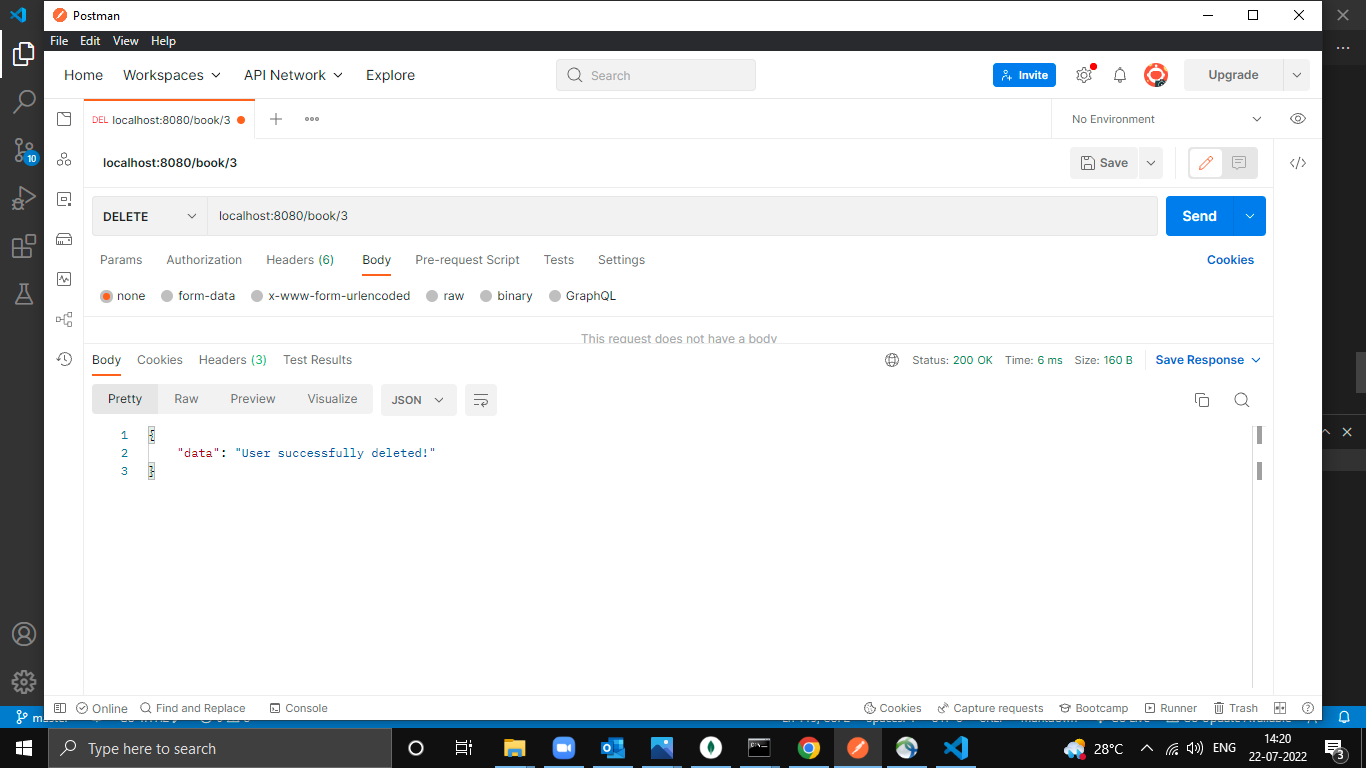 Postman
File Edit View Help
Home Workspaces API Network Explore Search Invite Upgrade
DEL localhost:8080/book/3 No Environment
localhost:8080/book/3 Save
DELETE localhost:8080/book/3 Send
Params Authorization Headers (6) Body Pre-request Script Tests Settings Cookies
none form-data x-www-form-urlencoded raw binary GraphQL
This request does not have a body
Body Cookies Headers (3) Test Results Status: 200 OK Time: 6 ms Size: 160 B Save Response
Pretty Raw Preview Visualize JSON
1 {
2 "data": "User successfully deleted!"
3 }
10
Online Find and Replace Console Cookies Capture requests Bootcamp Runner Trash
Type here to search 28°C ENG 14:20
22-07-2022 3